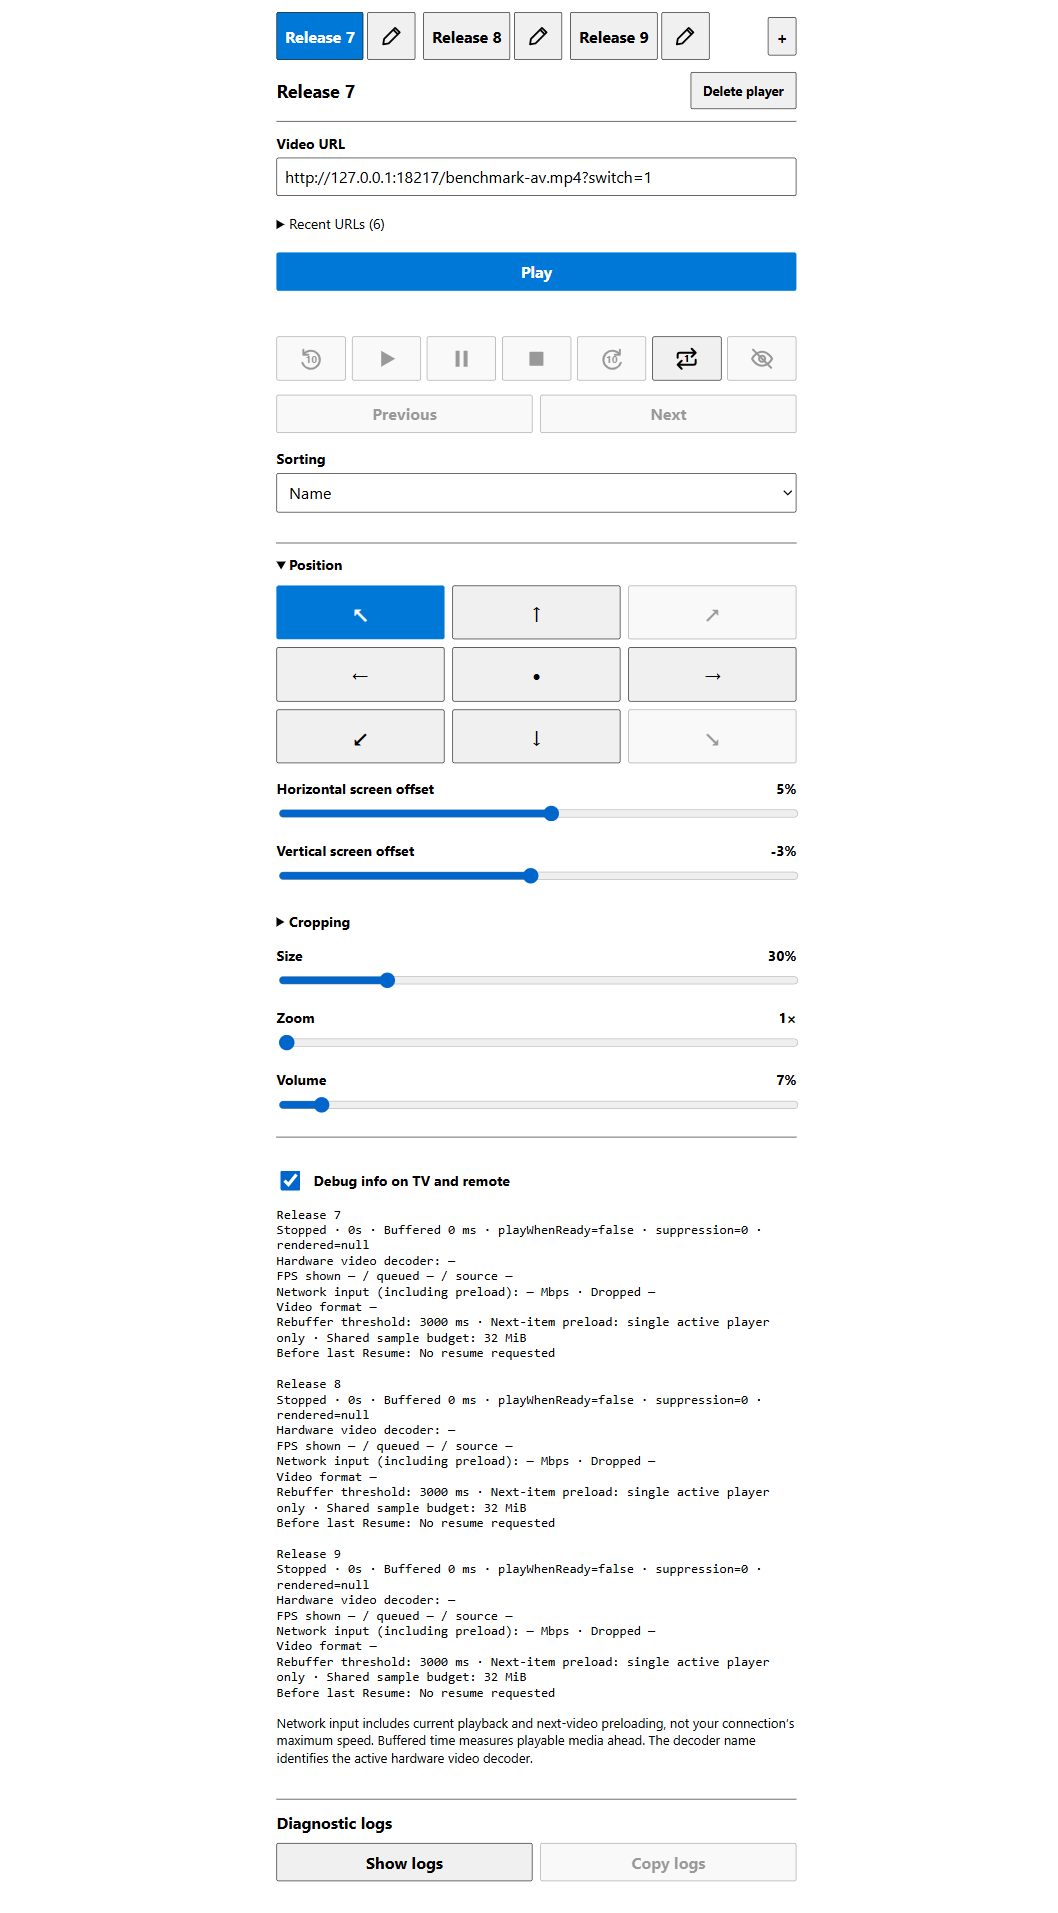 Release 7
Release 8
Release 9
+
Release 7
Delete player
Video URL
http://127.0.0.1:18217/benchmark-av.mp4?switch=1
▶ Recent URLs (6)
Play
10
10
1
Previous
Next
Sorting
Name
▼ Position
↖ ↑ ↗
← • →
↙ ↓ ↘
Horizontal screen offset 5%
Vertical screen offset -3%
▶ Cropping
Size 30%
Zoom 1×
Volume 7%
Debug info on TV and remote
Release 7
Stopped · 0s · Buffered 0 ms · playWhenReady=false · suppression=0 ·
rendered=null
Hardware video decoder: —
FPS shown — / queued — / source —
Network input (including preload): — Mbps · Dropped —
Video format —
Rebuffer threshold: 3000 ms · Next-item preload: single active player
only · Shared sample budget: 32 MiB
Before last Resume: No resume requested
Release 8
Stopped · 0s · Buffered 0 ms · playWhenReady=false · suppression=0 ·
rendered=null
Hardware video decoder: —
FPS shown — / queued — / source —
Network input (including preload): — Mbps · Dropped —
Video format —
Rebuffer threshold: 3000 ms · Next-item preload: single active player
only · Shared sample budget: 32 MiB
Before last Resume: No resume requested
Release 9
Stopped · 0s · Buffered 0 ms · playWhenReady=false · suppression=0 ·
rendered=null
Hardware video decoder: —
FPS shown — / queued — / source —
Network input (including preload): — Mbps · Dropped —
Video format —
Rebuffer threshold: 3000 ms · Next-item preload: single active player
only · Shared sample budget: 32 MiB
Before last Resume: No resume requested
Network input includes current playback and next-video preloading, not your connection's
maximum speed. Buffered time measures playable media ahead. The decoder name
identifies the active hardware video decoder.
Diagnostic logs
Show logs
Copy logs